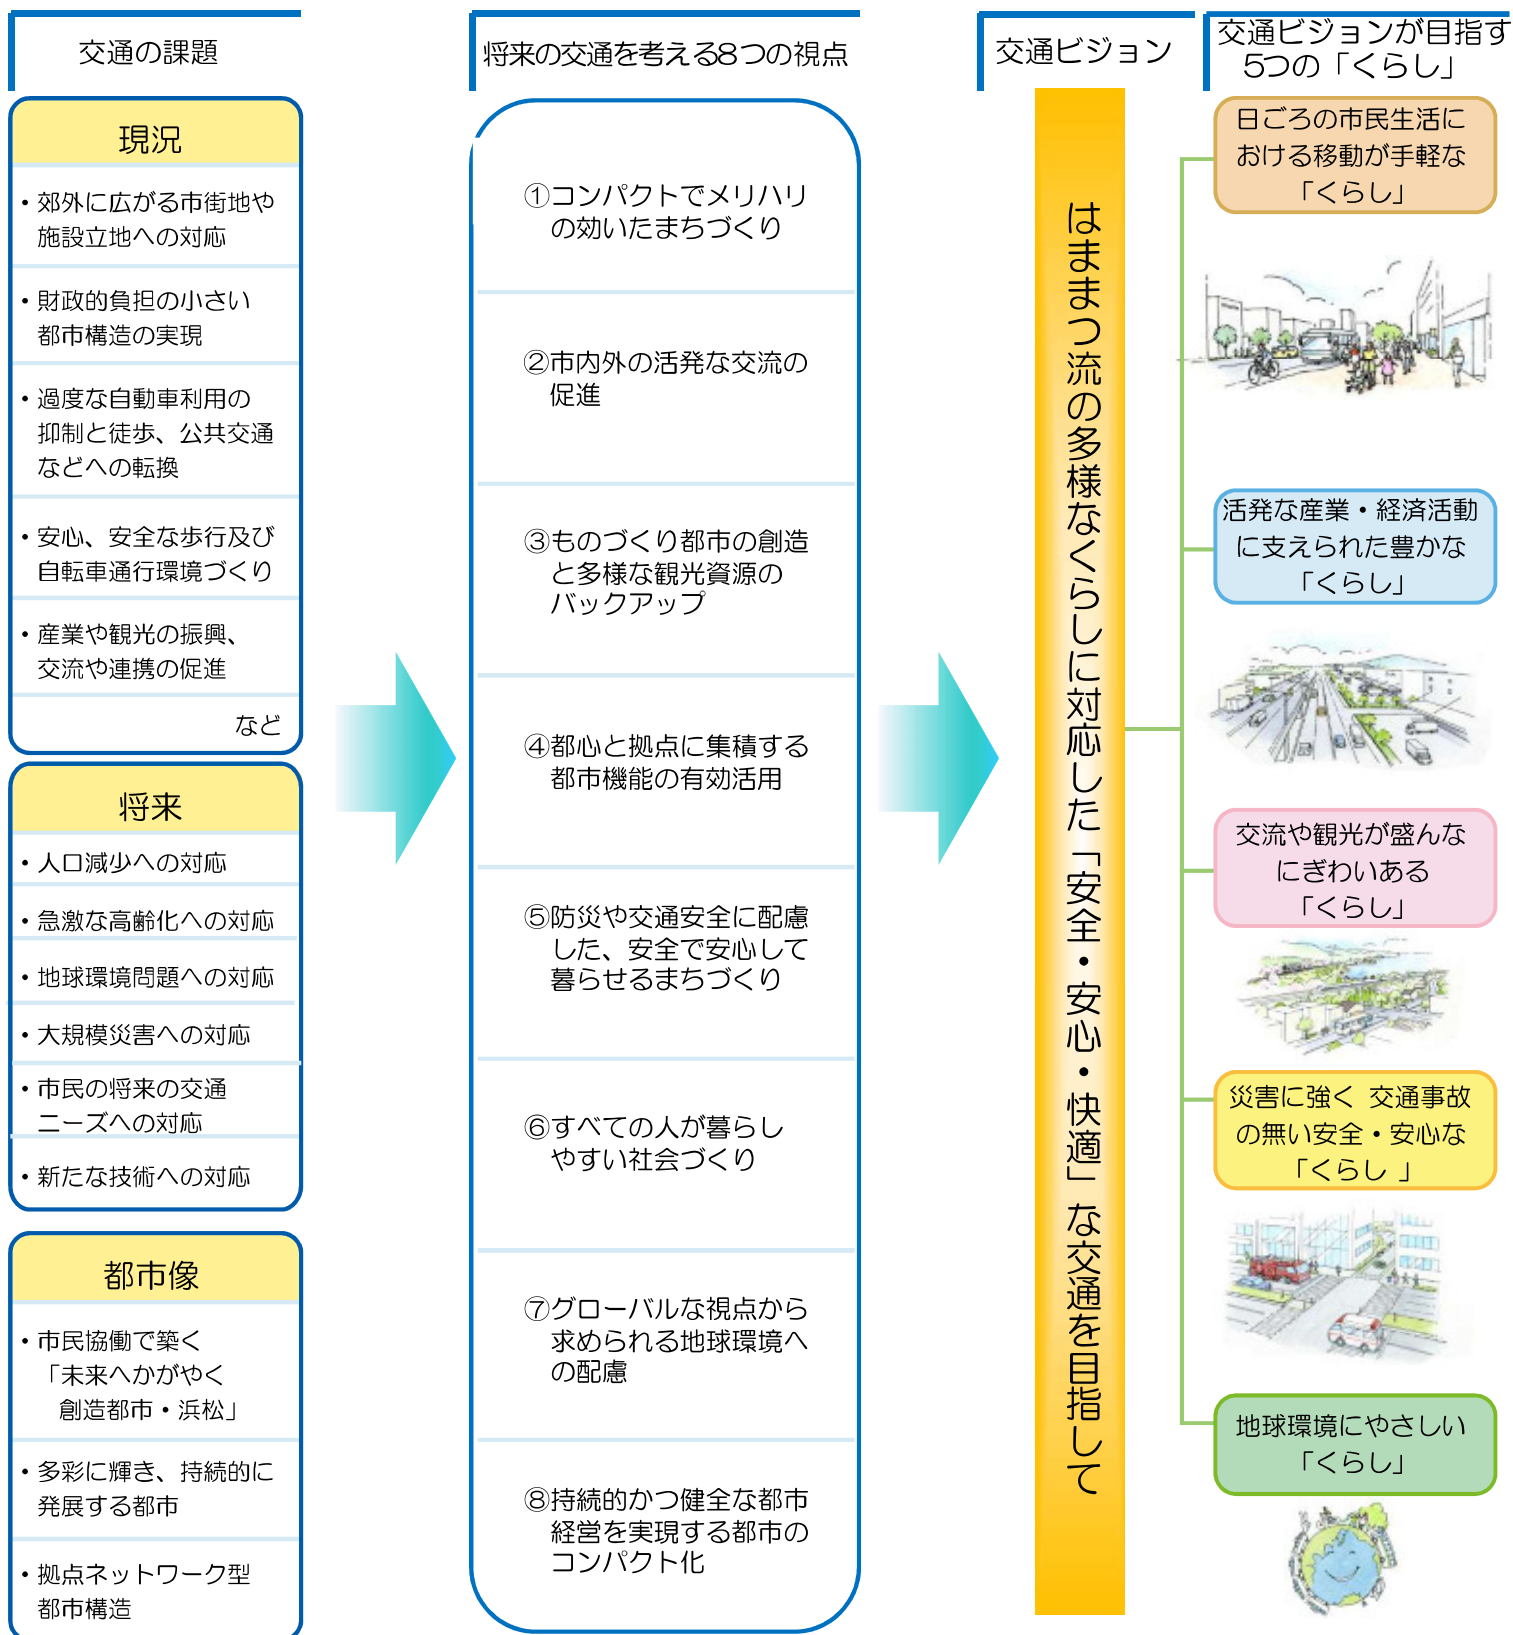 交通の課題
現況
・郊外に広がる市街地や
施設立地への対応
・財政的負担の小さい
都市構造の実現
・過度な自動車利用の
抑制と徒歩、公共交通
などへの転換
・安心、安全な歩行及び
自転車通行環境づくり
・産業や観光の振興、
交流や連携の促進
など
将来
・人口減少への対応
・急激な高齢化への対応
・地球環境問題への対応
・大規模災害への対応
・市民の将来の交通
ニーズへの対応
・新たな技術への対応
都市像
・市民協働で築く
「未来へかがやく
創造都市・浜松」
・多彩に輝き、持続的に
発展する都市
・拠点ネットワーク型
都市構造
将来の交通を考える8つの視点
①コンパクトでメリハリ
の効いたまちづくり
②市内外の活発な交流の
促進
③ものづくり都市の創造
と多様な観光資源の
バックアップ
④都心と拠点に集積する
都市機能の有効活用
⑤防災や交通安全に配慮
した、安全で安心して
暮らせるまちづくり
⑥すべての人が暮らし
やすい社会づくり
⑦グローバルな視点から
求められる地球環境へ
の配慮
⑧持続的かつ健全な都市
経営を実現する都市の
コンパクト化
交通ビジョン
はままつ流の多様なくらしに対応した「安全・安心・快適」な交通を目指して
交通ビジョンが目指す
5つの「くらし」
日ごろの市民生活に
おける移動が手軽な
「くらし」
活発な産業・経済活動
に支えられた豊かな
「くらし」
交流や観光が盛んな
にぎわいある
「くらし」
災害に強く 交通事故
の無い安全・安心な
「くらし 」
地球環境にやさしい
「くらし」